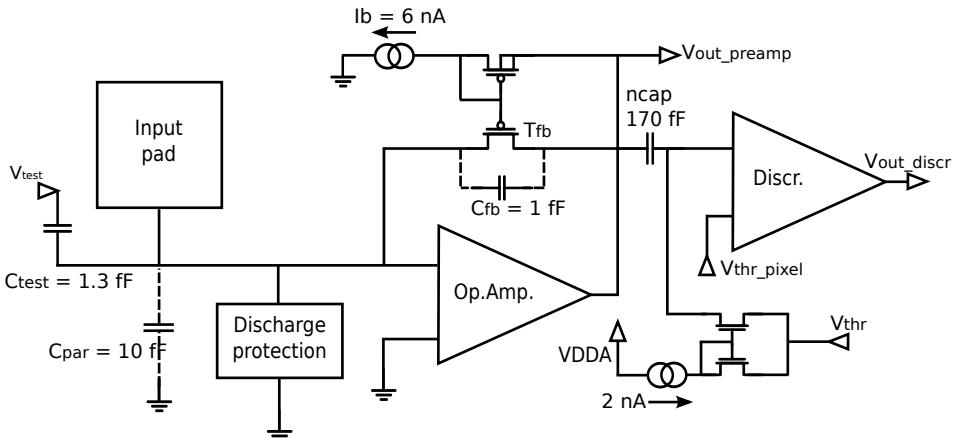 Ib = 6 nA
Vout_preamp
ncap
170 fF
Input
pad
Tfb
Vtest
Discr.
Vout_discr
Cfb = 1 fF
Vthr_pixel
Ctest = 1.3 fF
Op.Amp.
Discharge
protection
Cpar = 10 fF
Vthr
VDDA
2 nA